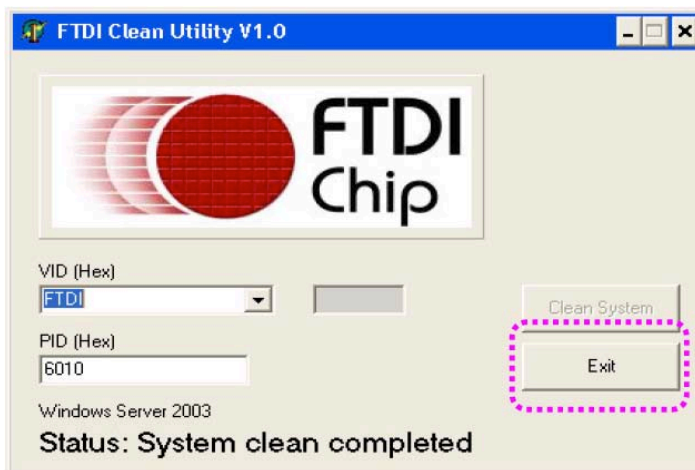 FTDI Clean Utility V1.0
FTDI
Chip
VID (Hex)
FTDI
Clean System
PID (Hex)
6010
Exit
Windows Server 2003
Status: System clean completed